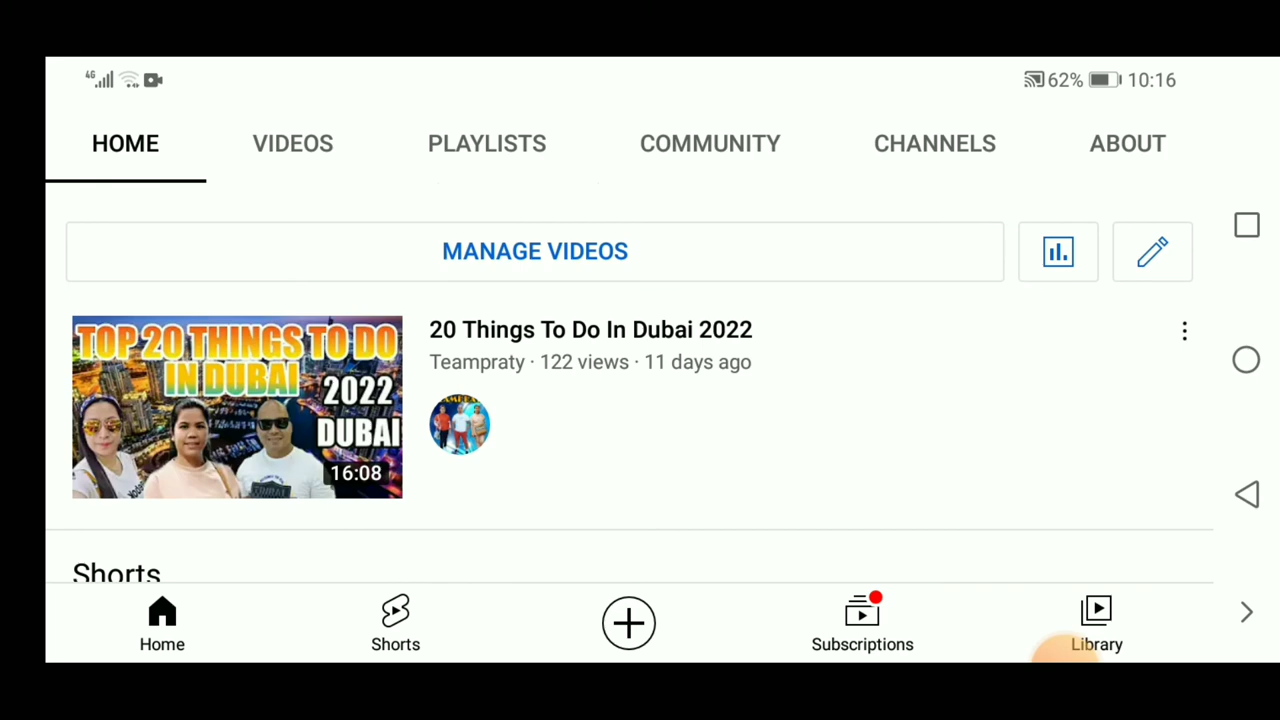 4G 62% 10:16
HOME VIDEOS PLAYLISTS COMMUNITY CHANNELS ABOUT
MANAGE VIDEOS
TOP 20 THINGS TO DO
IN DUBAI
2022
DUBAI
16:08
20 Things To Do In Dubai 2022
Teampraty · 122 views · 11 days ago
Shorts
Home Shorts Subscriptions Library